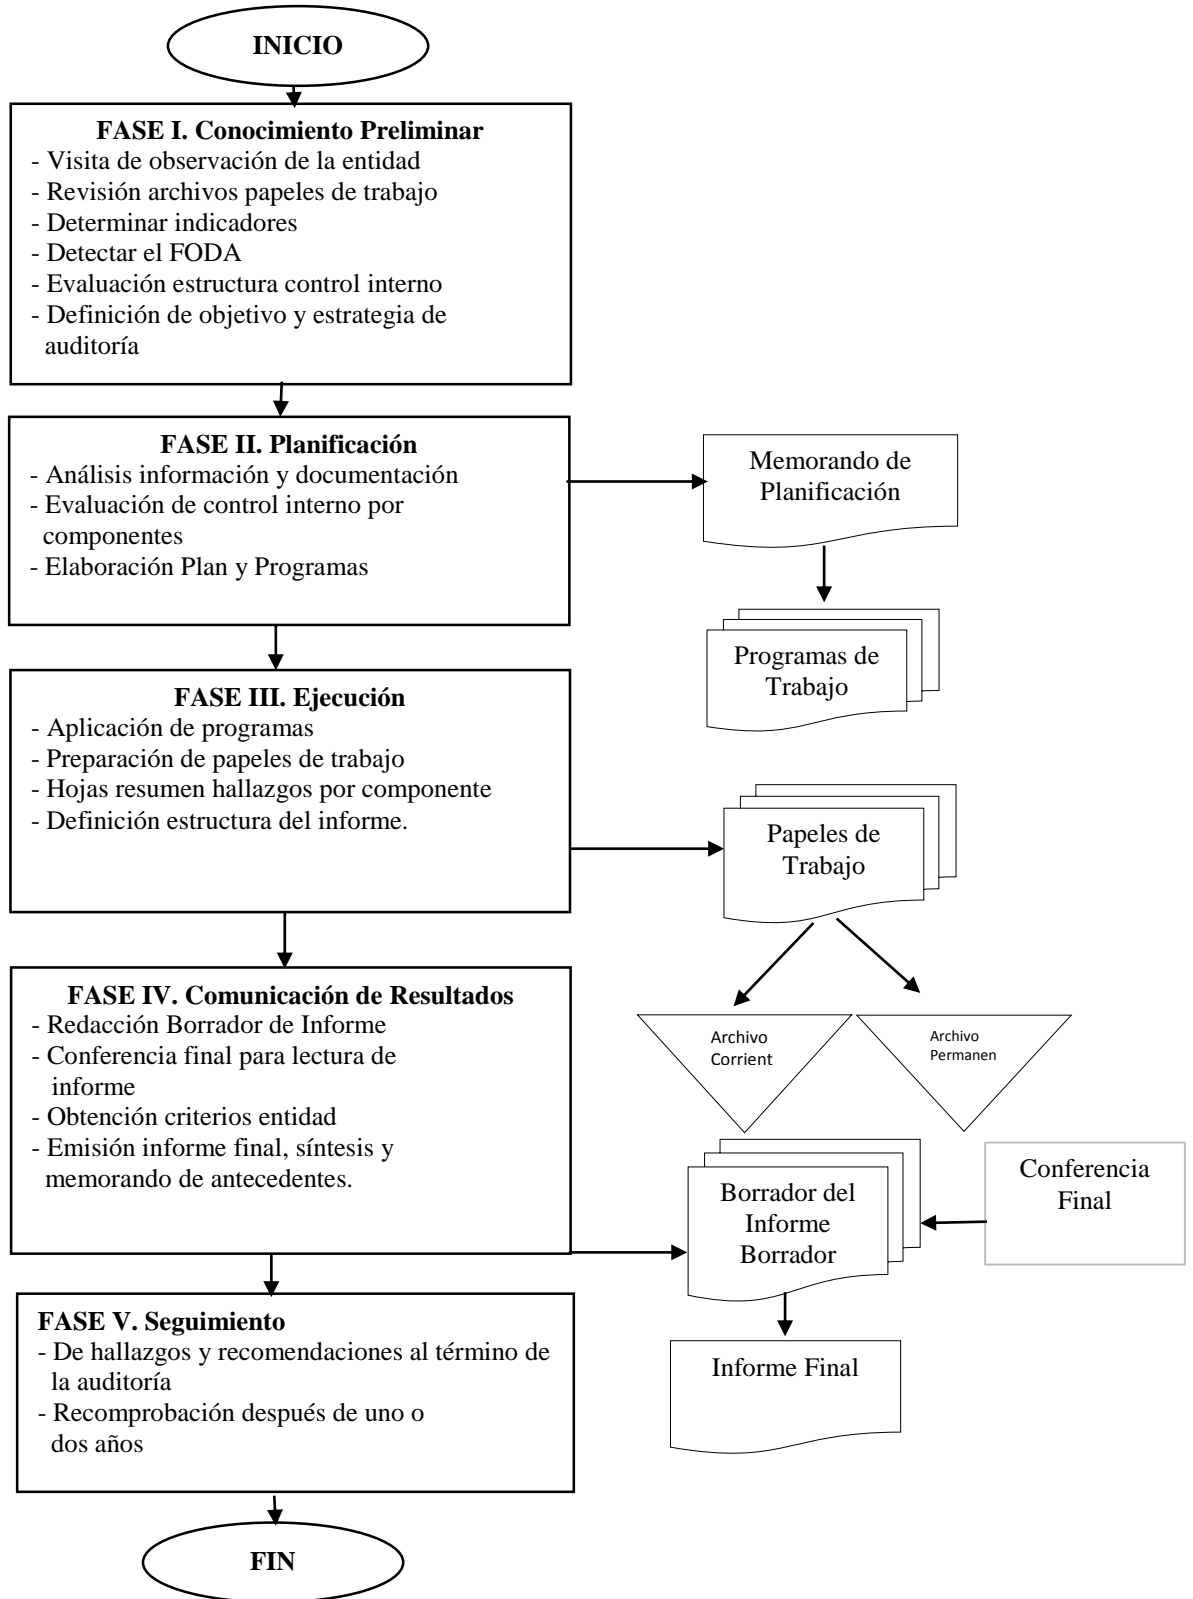 INICIO
FASE I. Conocimiento Preliminar
- Visita de observación de la entidad
- Revisión archivos papeles de trabajo
- Determinar indicadores
- Detectar el FODA
- Evaluación estructura control interno
- Definición de objetivo y estrategia de
auditoría
FASE II. Planificación
- Análisis información y documentación
- Evaluación de control interno por
componentes
- Elaboración Plan y Programas
Memorando de
Planificación
Programas de
Trabajo
FASE III. Ejecución
- Aplicación de programas
- Preparación de papeles de trabajo
- Hojas resumen hallazgos por componente
- Definición estructura del informe.
Papeles de
Trabajo
Archivo
Corrient
Archivo
Permanen
FASE IV. Comunicación de Resultados
- Redacción Borrador de Informe
- Conferencia final para lectura de
informe
- Obtención criterios entidad
- Emisión informe final, síntesis y
memorando de antecedentes.
Borrador del
Informe
Borrador
Conferencia
Final
Informe Final
FASE V. Seguimiento
- De hallazgos y recomendaciones al término de
la auditoría
- Recomprobación después de uno o
dos años
FIN